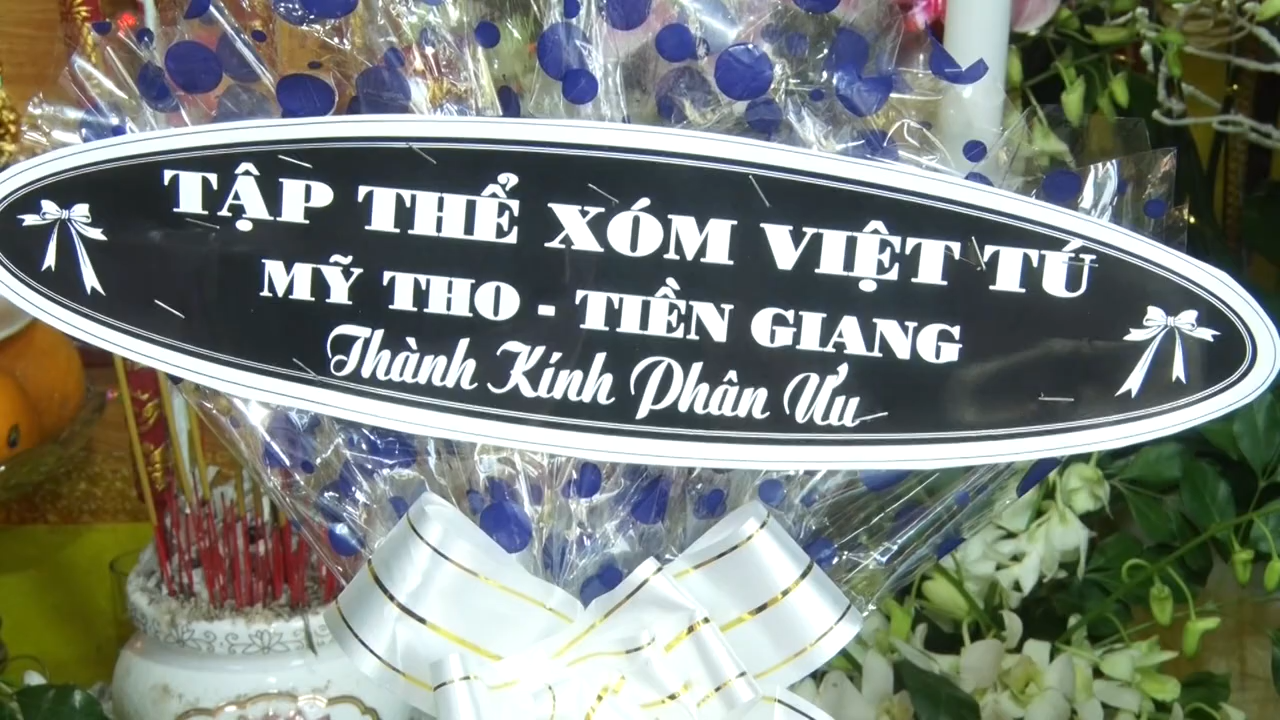 TẬP THỂ XÓM VIỆT TÚ
MỸ THO - TIỀN GIANG
Thành Kính Phân Ưu